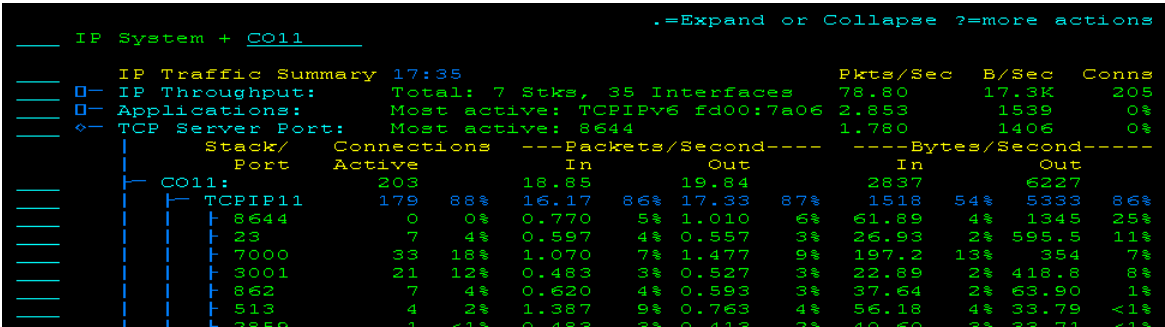 .=Expand or Collapse ?=more actions
IP System + CO11
IP Traffic Summary 17:35 Pkts/Sec B/Sec Conns
IP Throughput: Total: 7 Stks, 35 Interfaces 78.80 17.3K 205
Applications: Most active: TCPIPv6 fd00:7a06 2.853 1539 0%
TCP Server Port: Most active: 8644 1.780 1406 0%
Stack/ Connections ---Packets/Second---- ----Bytes/Second-----
Port Active In Out In Out
CO11: 203 18.85 19.84 2837 6227
TCPIP11 179 88% 16.17 86% 17.33 87% 1518 54% 5333 86%
8644 0 0% 0.770 5% 1.010 6% 61.89 4% 1345 25%
23 7 4% 0.597 4% 0.557 3% 26.93 2% 595.5 11%
7000 33 18% 1.070 7% 1.477 9% 197.2 13% 354 7%
3001 21 12% 0.483 3% 0.527 3% 22.89 2% 418.8 8%
862 7 4% 0.620 4% 0.593 3% 37.64 2% 63.90 1%
513 4 2% 1.387 9% 0.763 4% 56.18 4% 33.79 <1%